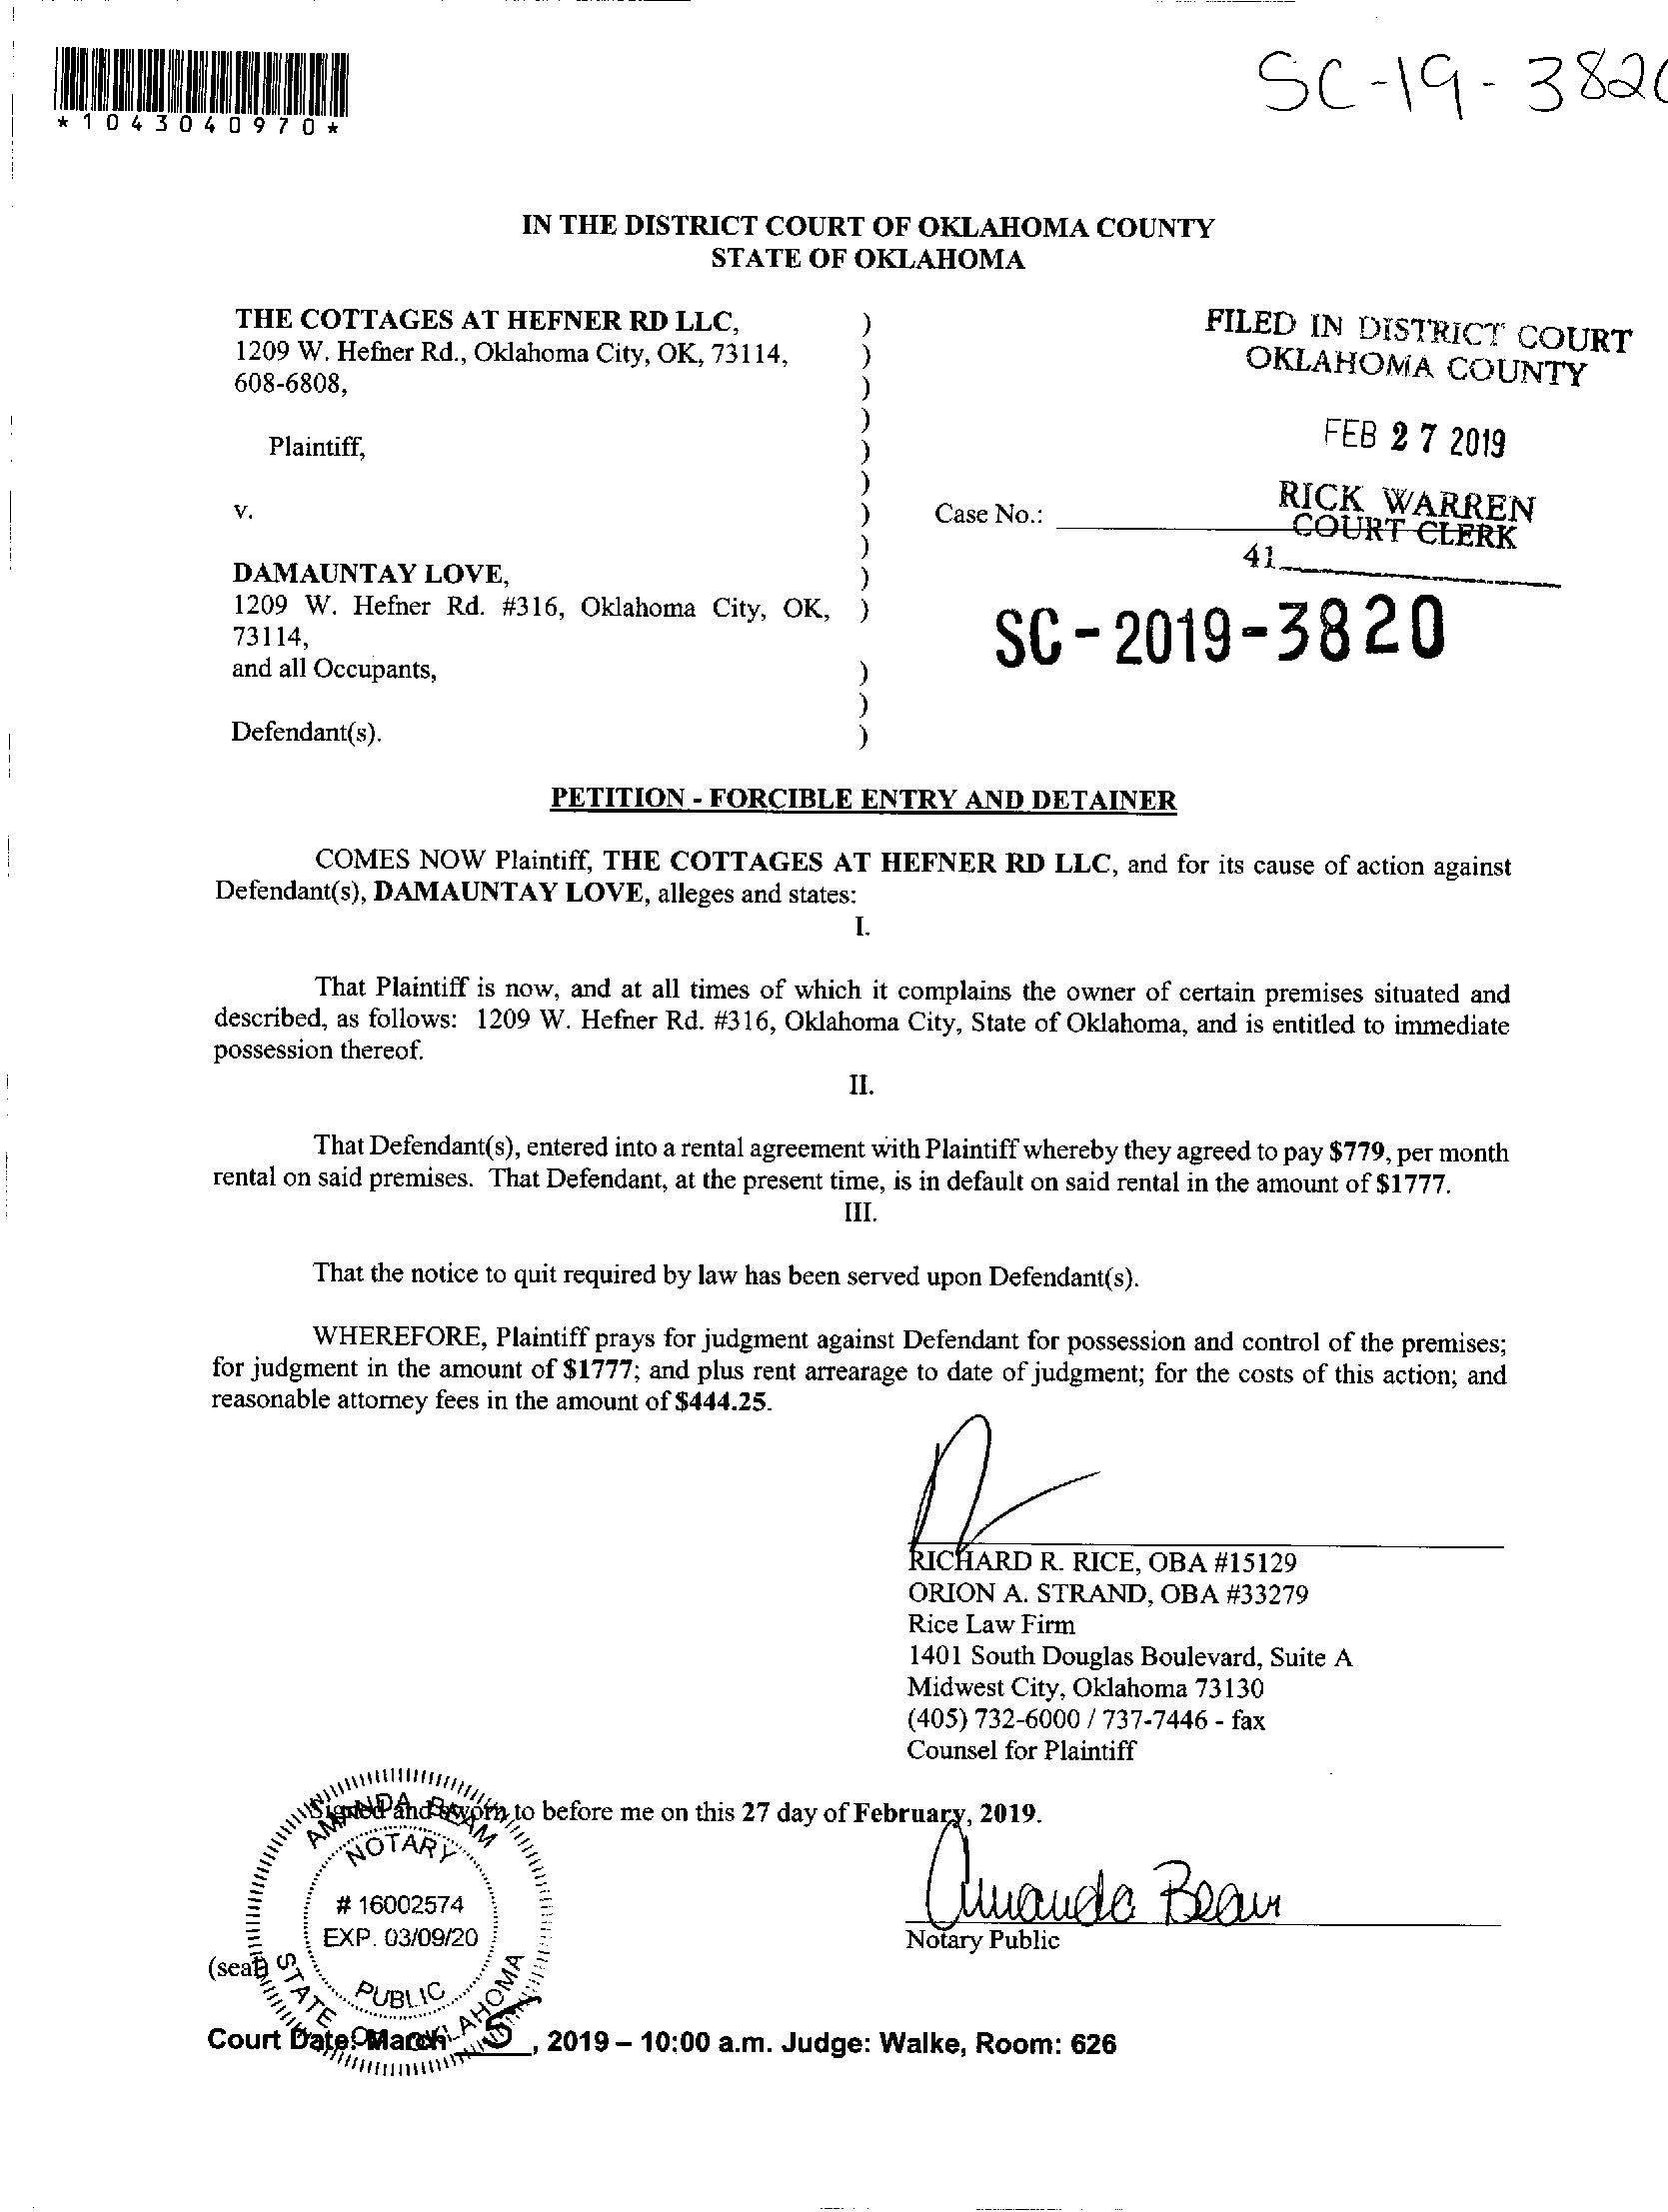 SC-19-3820
*1043040970*
IN THE DISTRICT COURT OF OKLAHOMA COUNTY
STATE OF OKLAHOMA
THE COTTAGES AT HEFNER RD LLC, )
1209 W. Hefner Rd., Oklahoma City, OK, 73114, )
608-6808, )
)
Plaintiff, )
)
v. )
)
DAMAUNTAY LOVE, )
1209 W. Hefner Rd. #316, Oklahoma City, OK, )
73114,
and all Occupants, )
)
Defendant(s). )
FILED IN DISTRICT COURT
OKLAHOMA COUNTY
FEB 27 2019
RICK WARREN
COURT CLERK
Case No.:
41
SC-2019-3820
PETITION - FORCIBLE ENTRY AND DETAINER
COMES NOW Plaintiff, THE COTTAGES AT HEFNER RD LLC, and for its cause of action against
Defendant(s), DAMAUNTAY LOVE, alleges and states:
I.
That Plaintiff is now, and at all times of which it complains the owner of certain premises situated and
described, as follows: 1209 W. Hefner Rd. #316, Oklahoma City, State of Oklahoma, and is entitled to immediate
possession thereof.
II.
That Defendant(s), entered into a rental agreement with Plaintiff whereby they agreed to pay $779, per month
rental on said premises. That Defendant, at the present time, is in default on said rental in the amount of $1777.
III.
That the notice to quit required by law has been served upon Defendant(s).
WHEREFORE, Plaintiff prays for judgment against Defendant for possession and control of the premises;
for judgment in the amount of $1777; and plus rent arrearage to date of judgment; for the costs of this action; and
reasonable attorney fees in the amount of $444.25.
RICHARD R. RICE, OBA #15129
ORION A. STRAND, OBA #33279
Rice Law Firm
1401 South Douglas Boulevard, Suite A
Midwest City, Oklahoma 73130
(405) 732-6000 / 737-7446 - fax
Counsel for Plaintiff
Signed and sworn to before me on this 27 day of February, 2019.
AMANDA BEAM
NOTARY
# 16002574
EXP. 03/09/20
PUBLIC
STATE OF OKLAHOMA
Amanda Beam
Notary Public
(seal)
Court Date: March 5, 2019 – 10:00 a.m. Judge: Walke, Room: 626